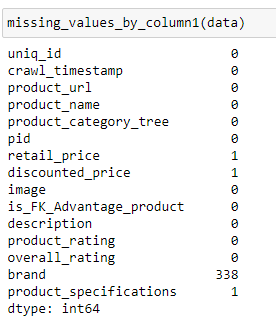 missing_values_by_column1(data)
uniq_id 0
crawl_timestamp 0
product_url 0
product_name 0
product_category_tree 0
pid 0
retail_price 1
discounted_price 1
image 0
is_FK_Advantage_product 0
description 0
product_rating 0
overall_rating 0
brand 338
product_specifications 1
dtype: int64